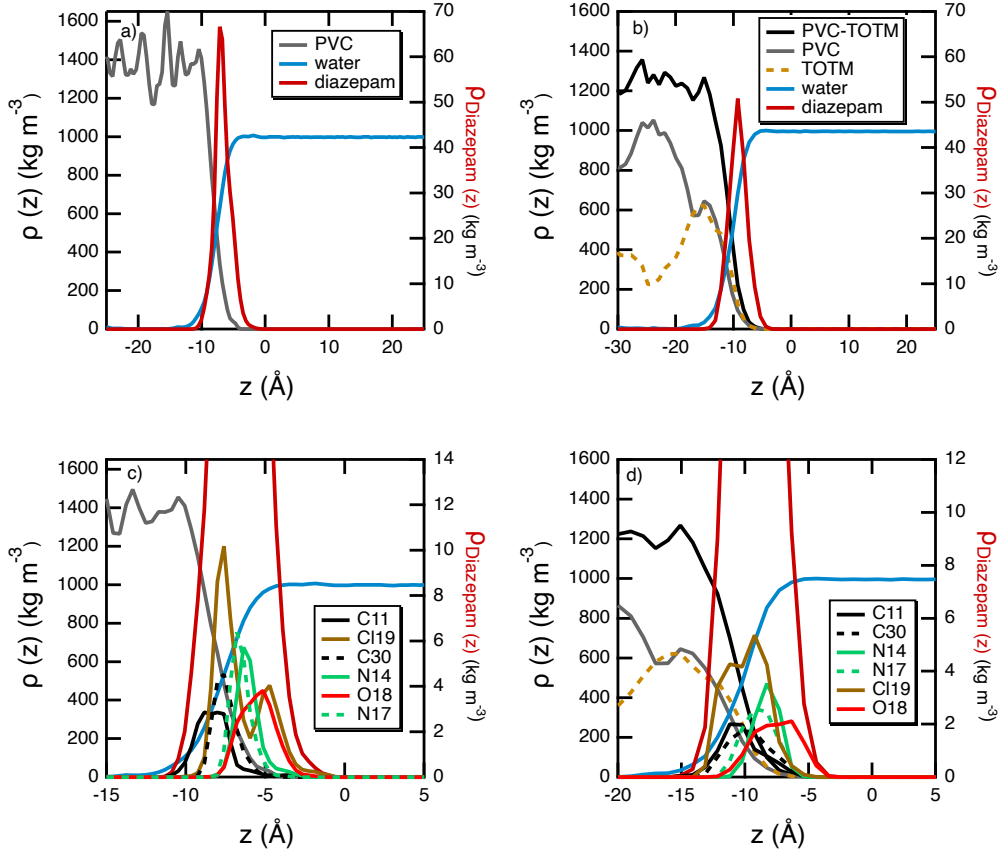 a)
1600
1400
1200
1000
800
600
400
200
0
-20
-10
0
10
20
70
60
50
40
30
20
10
0
PVC
water
diazepam
ρ (z) (kg m-3)
z (Å)
ρDiazepam (z) (kg m-3)
b)
1600
1400
1200
1000
800
600
400
200
0
-30
-20
-10
0
10
20
70
60
50
40
30
20
10
0
PVC-TOTM
PVC
TOTM
water
diazepam
ρ (z) (kg m-3)
z (Å)
ρDiazepam (z) (kg m-3)
c)
1600
1400
1200
1000
800
600
400
200
0
-15
-10
-5
0
5
14
12
10
8
6
4
2
0
C11
Cl19
C30
N14
O18
N17
ρ (z) (kg m-3)
z (Å)
ρDiazepam (z) (kg m-3)
d)
1600
1400
1200
1000
800
600
400
200
0
-20
-15
-10
-5
0
5
12
10
8
6
4
2
0
C11
C30
N14
N17
Cl19
O18
ρ (z) (kg m-3)
z (Å)
ρDiazepam (z) (kg m-3)